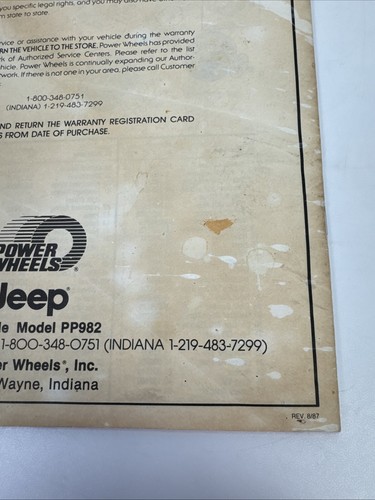 you specific legal rights, and you may also have
m state to state.
vice or assistance with your vehicle during the warranty
RN THE VEHICLE TO THE STORE. Power Wheels has provided
k of Authorized Service Centers. Please refer to the list
hicle. Power Wheels is continually expanding our Author-
work. If there is not one in your area, please call Customer
1-800-348-0751
(INDIANA) 1-219-483-7299
ND RETURN THE WARRANTY REGISTRATION CARD
S FROM DATE OF PURCHASE.
POWER
WHEELS®
Jeep®
le Model PP982
1-800-348-0751 (INDIANA 1-219-483-7299)
er Wheels®, Inc.
Wayne, Indiana
REV. 8/87